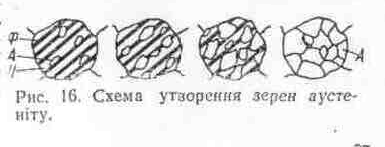 Ф
А
Ц
А
Рис. 16. Схема утворення зерен аусте-
ніту.